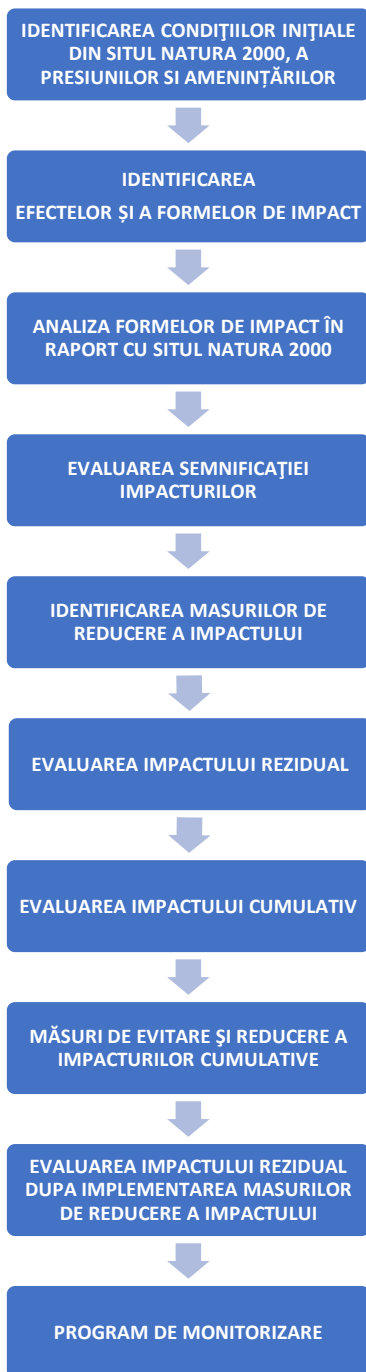 IDENTIFICAREA CONDIŢIILOR INIŢIALE
DIN SITUL NATURA 2000, A
PRESIUNILOR SI AMENINȚĂRILOR
IDENTIFICAREA
EFECTELOR ȘI A FORMELOR DE IMPACT
ANALIZA FORMELOR DE IMPACT ÎN
RAPORT CU SITUL NATURA 2000
EVALUAREA SEMNIFICAŢIEI
IMPACTURILOR
IDENTIFICAREA MASURILOR DE
REDUCERE A IMPACTULUI
EVALUAREA IMPACTULUI REZIDUAL
EVALUAREA IMPACTULUI CUMULATIV
MĂSURI DE EVITARE ŞI REDUCERE A
IMPACTURILOR CUMULATIVE
EVALUAREA IMPACTULUI REZIDUAL
DUPA IMPLEMENTAREA MASURILOR
DE REDUCERE A IMPACTULUI
PROGRAM DE MONITORIZARE